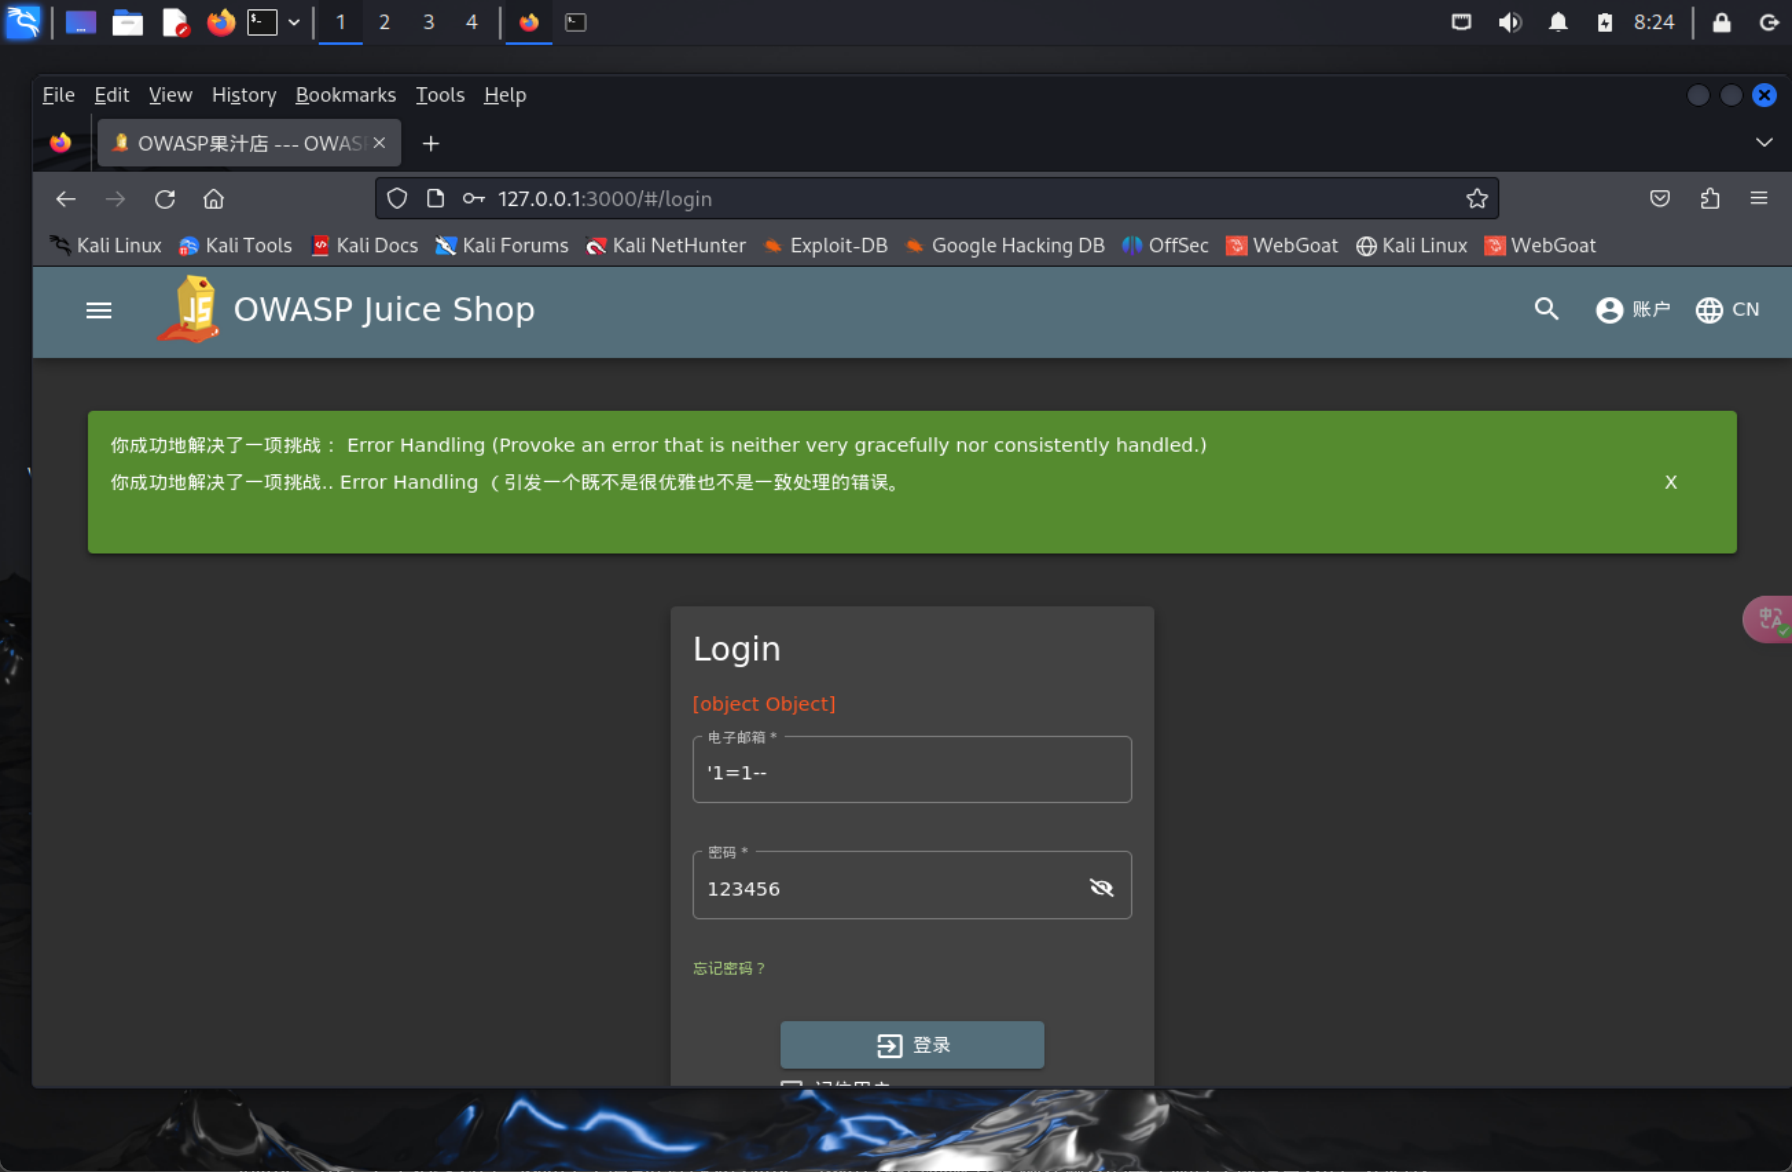 1 2 3 4 8:24
File Edit View History Bookmarks Tools Help
OWASP果汁店 --- OWAS
127.0.0.1:3000/#/login
Kali Linux Kali Tools Kali Docs Kali Forums Kali NetHunter Exploit-DB Google Hacking DB OffSec WebGoat Kali Linux WebGoat
OWASP Juice Shop 账户 CN
你成功地解决了一项挑战： Error Handling (Provoke an error that is neither very gracefully nor consistently handled.)
你成功地解决了一项挑战.. Error Handling （引发一个既不是很优雅也不是一致处理的错误。 X
Login
[object Object]
电子邮箱 *
'1=1--
密码 *
123456
忘记密码？
登录